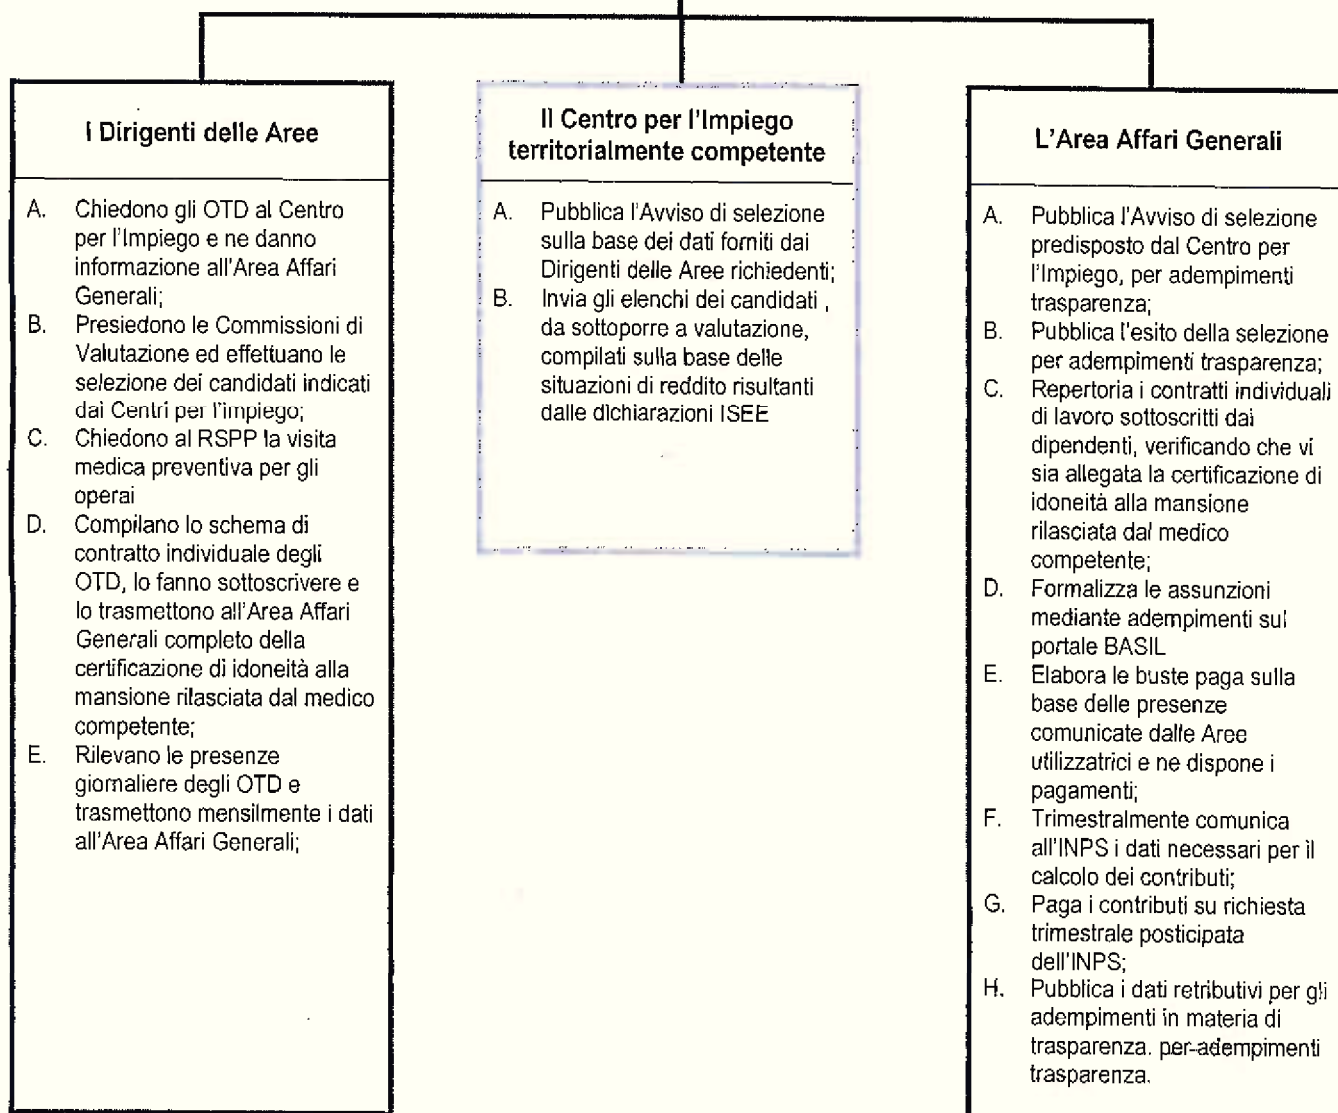 I Dirigenti delle Aree
A. Chiedono gli OTD al Centro
per l'Impiego e ne danno
informazione all'Area Affari
Generali;
B. Presiedono le Commissioni di
Valutazione ed effettuano le
selezione dei candidati indicati
dai Centri per l'impiego;
C. Chiedono al RSPP la visita
medica preventiva per gli
operai
D. Compilano lo schema di
contratto individuale degli
OTD, lo fanno sottoscrivere e
lo trasmettono all'Area Affari
Generali completo della
certificazione di idoneità alla
mansione rilasciata dal medico
competente;
E. Rilevano le presenze
giornaliere degli OTD e
trasmettono mensilmente i dati
all'Area Affari Generali;
Il Centro per l'Impiego
territorialmente competente
A. Pubblica l'Avviso di selezione
sulla base dei dati forniti dai
Dirigenti delle Aree richiedenti;
B. Invia gli elenchi dei candidati ,
da sottoporre a valutazione,
compilati sulla base delle
situazioni di reddito risultanti
dalle dichiarazioni ISEE
L'Area Affari Generali
A. Pubblica l'Avviso di selezione
predisposto dal Centro per
l'Impiego, per adempimenti
trasparenza;
B. Pubblica l'esito della selezione
per adempimenti trasparenza;
C. Repertoria i contratti individuali
di lavoro sottoscritti dai
dipendenti, verificando che vi
sia allegata la certificazione di
idoneità alla mansione
rilasciata dal medico
competente;
D. Formalizza le assunzioni
mediante adempimenti sul
portale BASIL
E. Elabora le buste paga sulla
base delle presenze
comunicate dalle Aree
utilizzatrici e ne dispone i
pagamenti;
F. Trimestralmente comunica
all'INPS i dati necessari per il
calcolo dei contributi;
G. Paga i contributi su richiesta
trimestrale posticipata
dell'INPS;
H. Pubblica i dati retributivi per gli
adempimenti in materia di
trasparenza. per-adempimenti
trasparenza.